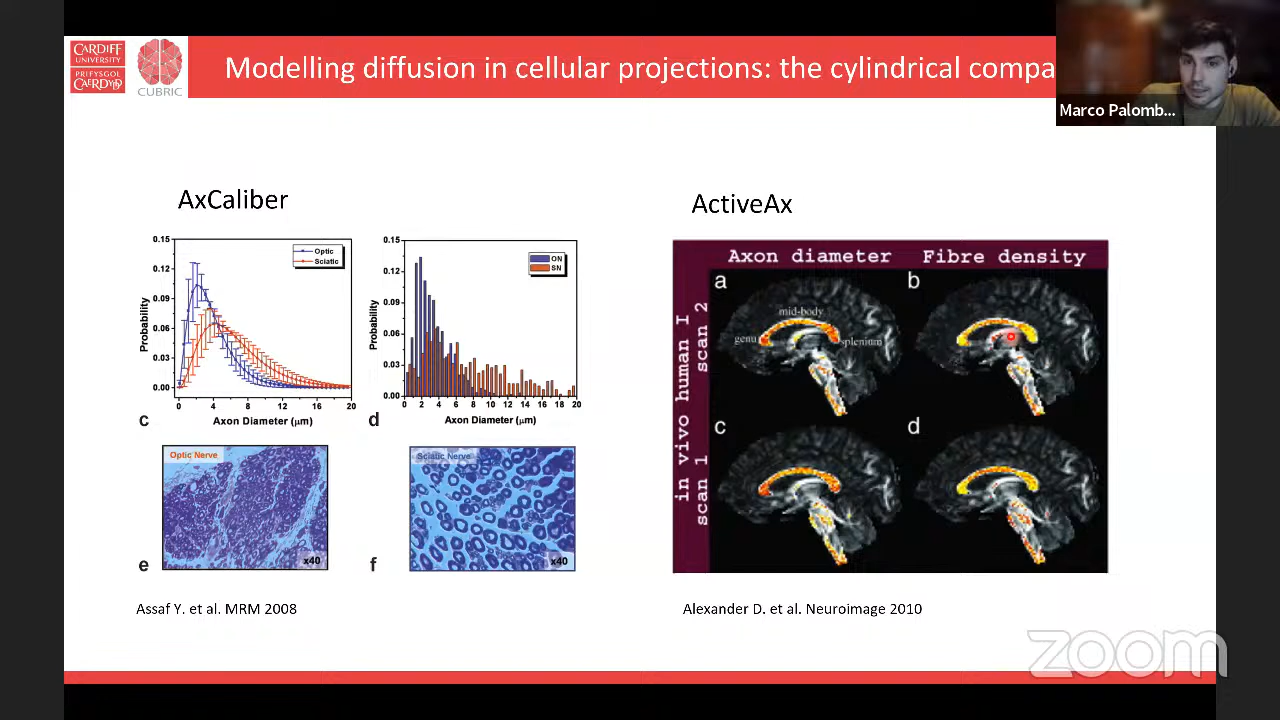 CARDIFF
UNIVERSITY
PRIFYSGOL
CAERDYDD
CUBRIC
Modelling diffusion in cellular projections: the cylindrical compa
Marco Palomb...
AxCaliber
ActiveAx
0.15
0.12
0.09
0.06
0.03
0.00
Probability
Optic
Sciatic
0 4 8 12 16 20
Axon Diameter (μm)
c
0.15
0.12
0.09
0.06
0.03
0.00
Probability
ON
SN
0 2 4 6 8 10 12 14 16 18 20
Axon Diameter (μm)
d
Optic Nerve
x40
e
Sciatic Nerve
x40
f
Axon diameter Fibre density
in vivo human I
scan 2
scan 1
a
mid-body
genu
splenium
b
c
d
Assaf Y. et al. MRM 2008
Alexander D. et al. Neuroimage 2010
zoom